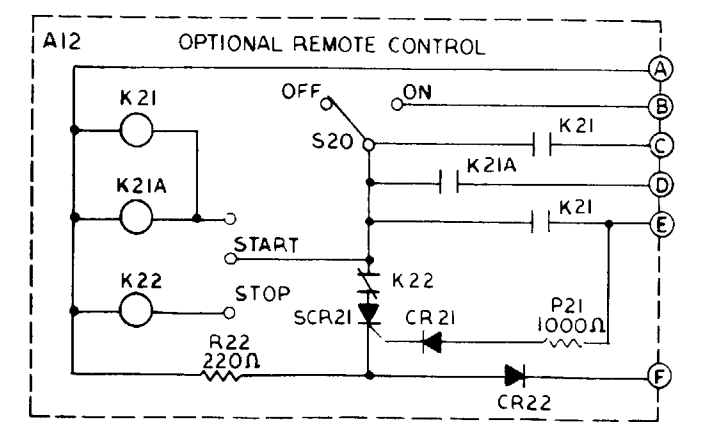 A12 OPTIONAL REMOTE CONTROL
A
K21 OFF ON
B
S20 K21
C
K21A K21A
D
K21
E
START
K22 K22
STOP
SCR21 CR21 P21
1000Ω
R22
220Ω
F
CR22